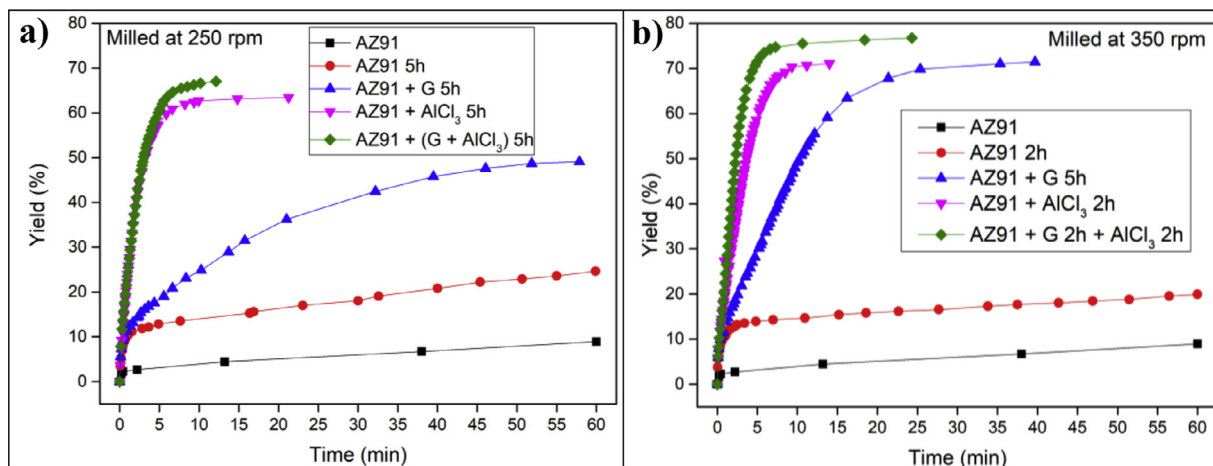 a)
Milled at 250 rpm
AZ91
AZ91 5h
AZ91 + G 5h
AZ91 + AlCl₃ 5h
AZ91 + (G + AlCl₃) 5h
Yield (%)
80
70
60
50
40
30
20
10
0
0 5 10 15 20 25 30 35 40 45 50 55 60
Time (min)
b)
Milled at 350 rpm
AZ91
AZ91 2h
AZ91 + G 5h
AZ91 + AlCl₃ 2h
AZ91 + G 2h + AlCl₃ 2h
Yield (%)
80
70
60
50
40
30
20
10
0
0 5 10 15 20 25 30 35 40 45 50 55 60
Time (min)